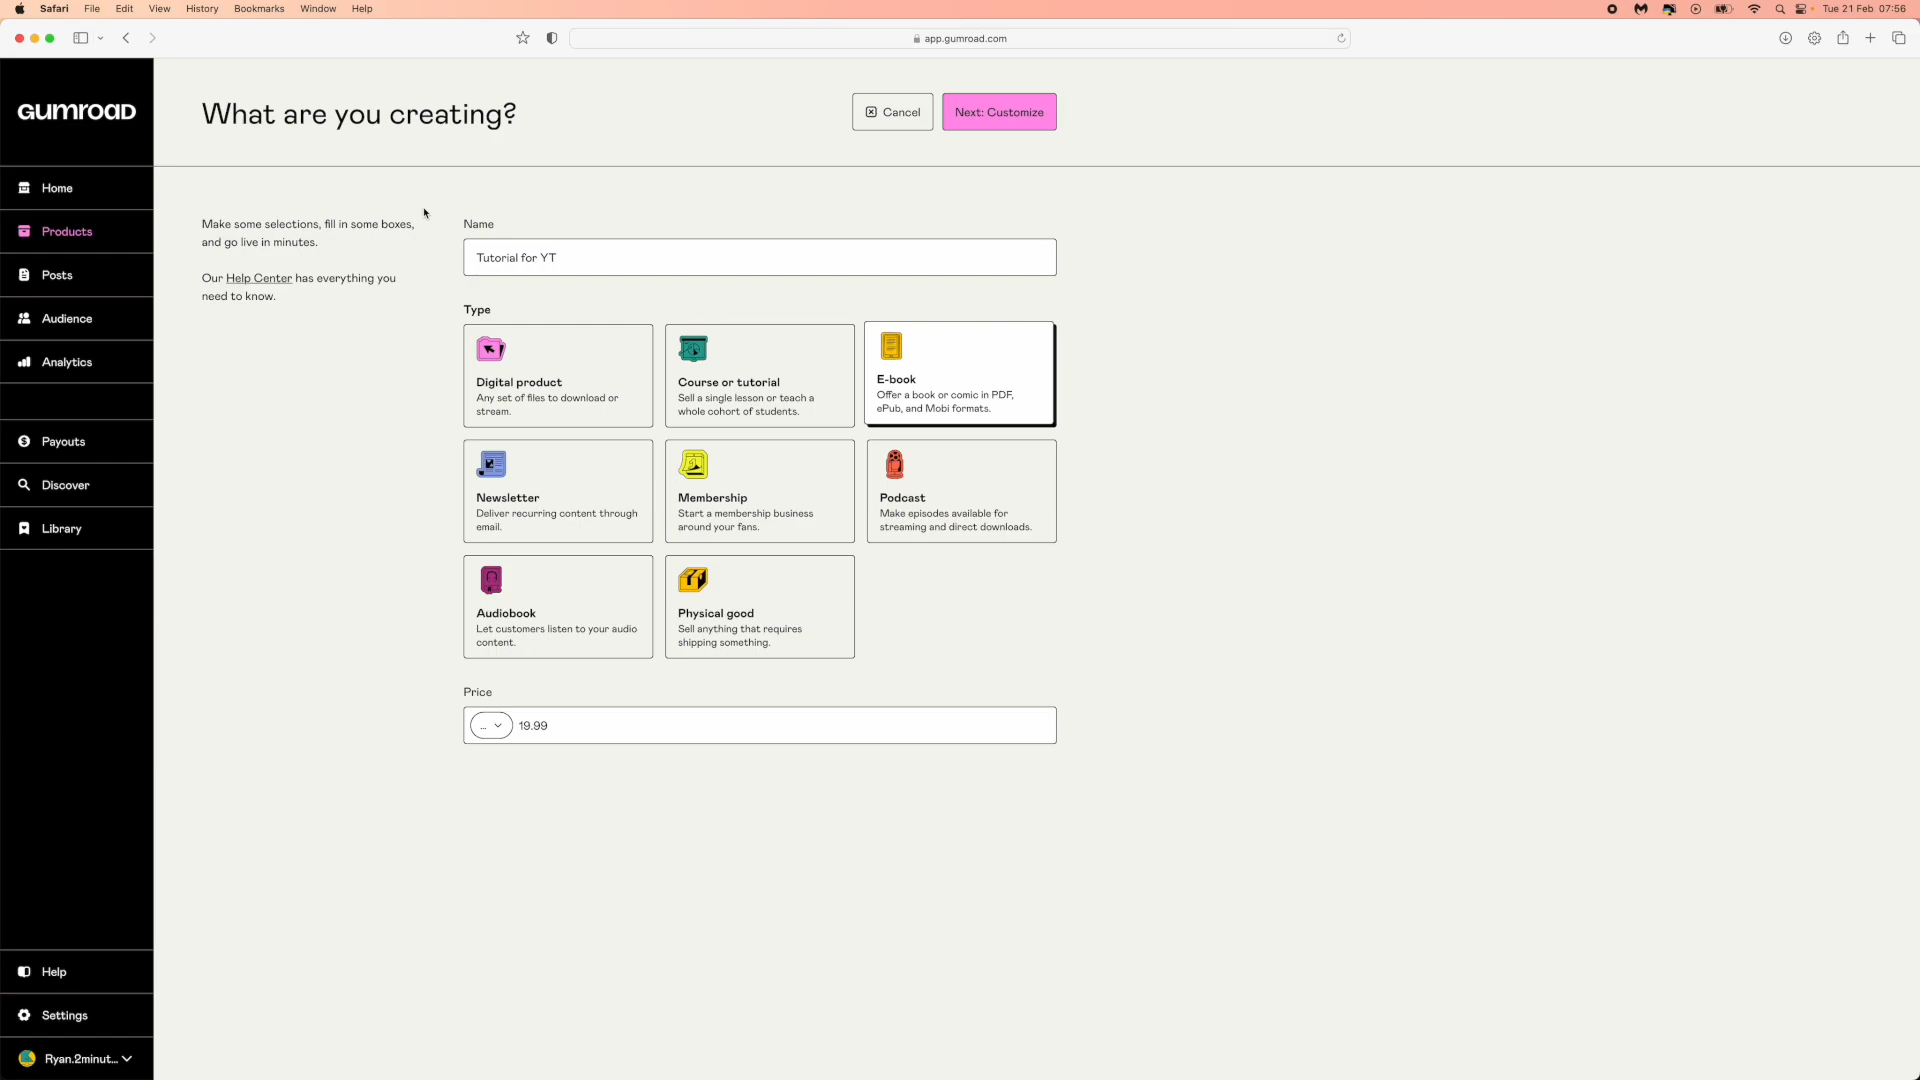 Safari File Edit View History Bookmarks Window Help
Tue 21 Feb 07:56
app.gumroad.com
GUMROAD
Home
Products
Posts
Audience
Analytics
Payouts
Discover
Library
Help
Settings
Ryan.2minut...
What are you creating?
Cancel
Next: Customize
Make some selections, fill in some boxes,
and go live in minutes.
Our Help Center has everything you
need to know.
Name
Tutorial for YT
Type
Digital product
Any set of files to download or
stream.
Course or tutorial
Sell a single lesson or teach a
whole cohort of students.
E-book
Offer a book or comic in PDF,
ePub, and Mobi formats.
Newsletter
Deliver recurring content through
email.
Membership
Start a membership business
around your fans.
Podcast
Make episodes available for
streaming and direct downloads.
Audiobook
Let customers listen to your audio
content.
Physical good
Sell anything that requires
shipping something.
Price
... 19.99